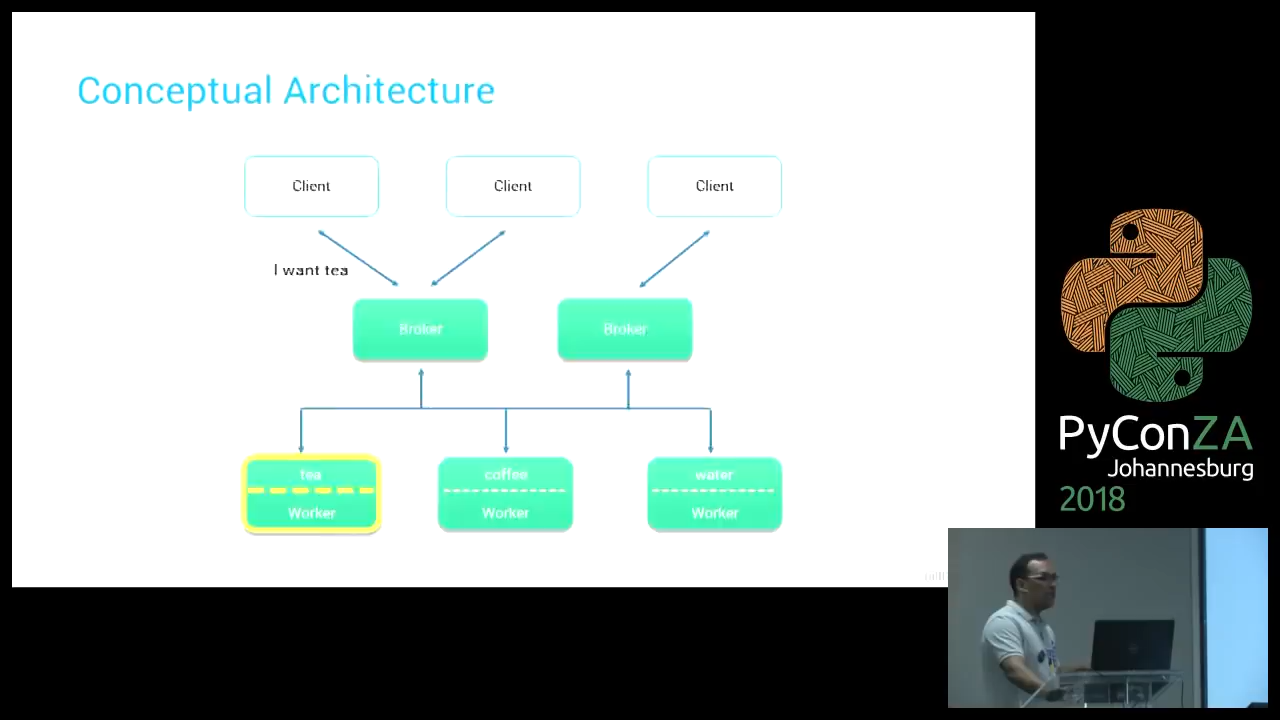 Conceptual Architecture
Client
Client
Client
I want tea
Broker
Broker
tea
Worker
coffee
Worker
water
Worker
PyConZA
Johannesburg
2018